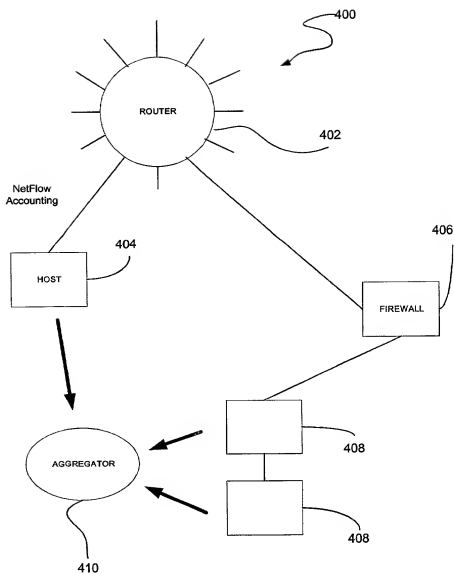 400
ROUTER
402
NetFlow
Accounting
404
406
HOST
FIREWALL
408
AGGREGATOR
408
410